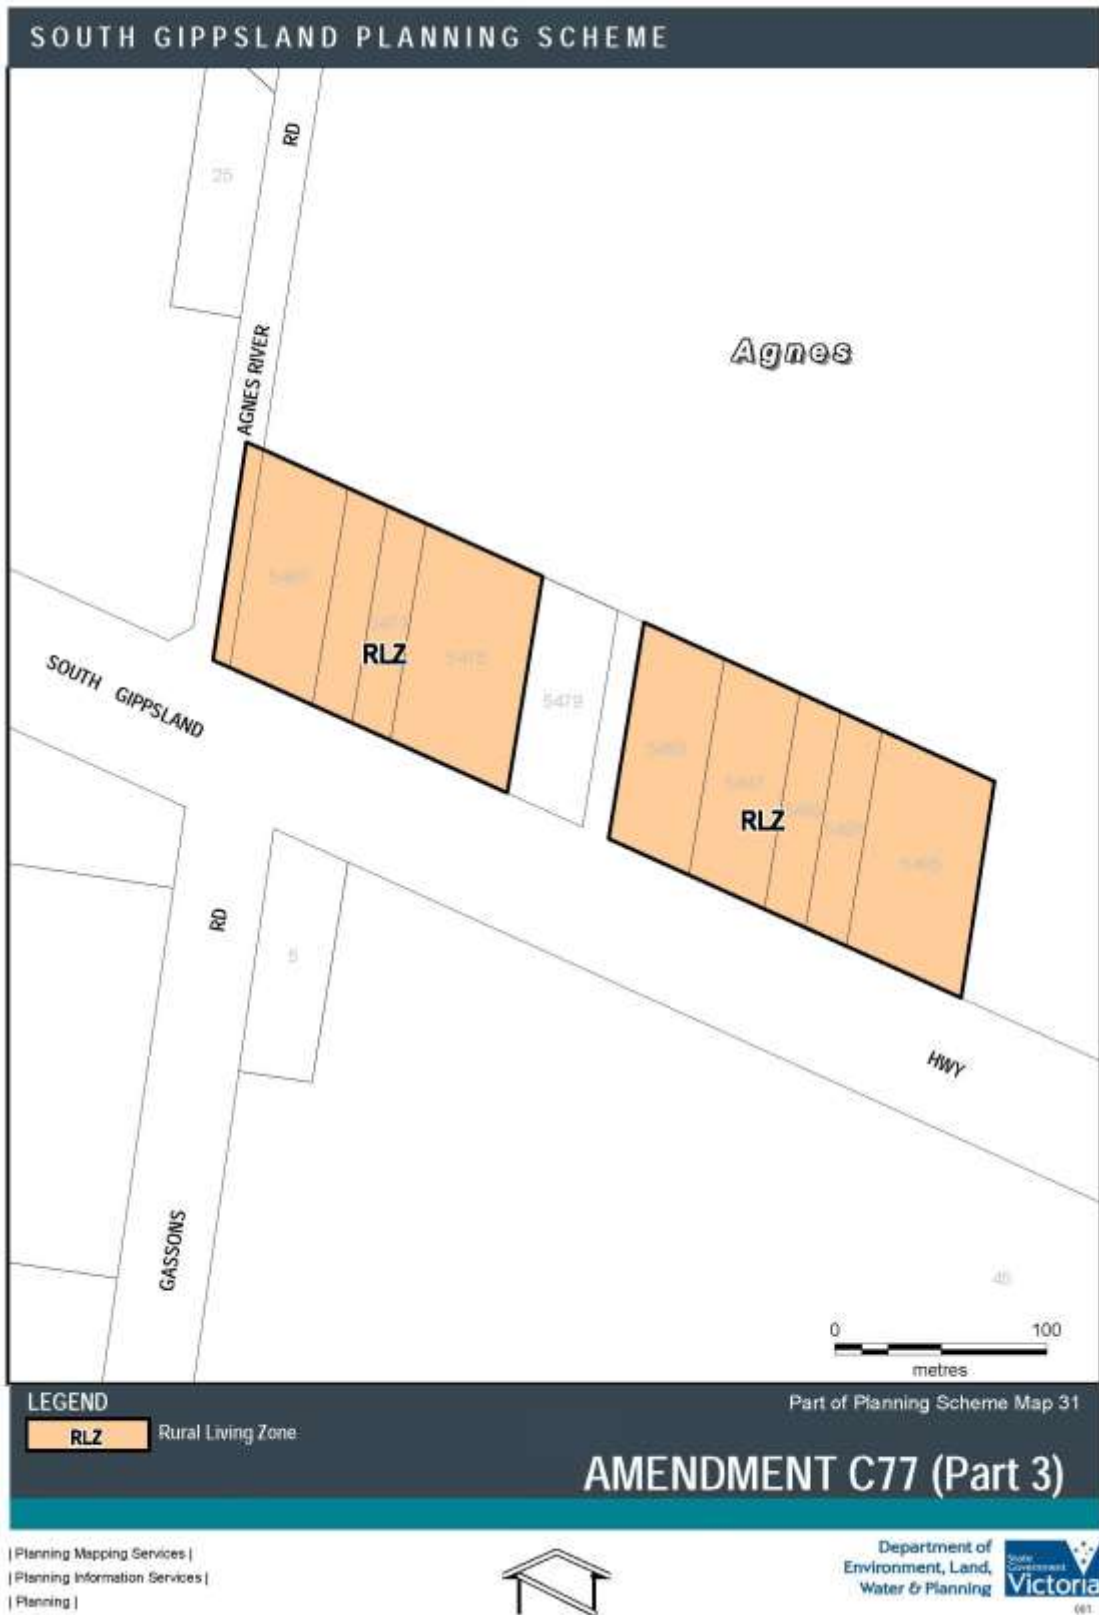 SOUTH GIPPSLAND PLANNING SCHEME
RD
25
Agnes
AGNES RIVER
RLZ
SOUTH GIPPSLAND
5479
RLZ
RD
5
HWY
GASSONS
0 100
metres
LEGEND
RLZ Rural Living Zone
Part of Planning Scheme Map 31
AMENDMENT C77 (Part 3)
| Planning Mapping Services |
| Planning Information Services |
| Planning |
Department of
Environment, Land,
Water & Planning
State
Government
Victoria